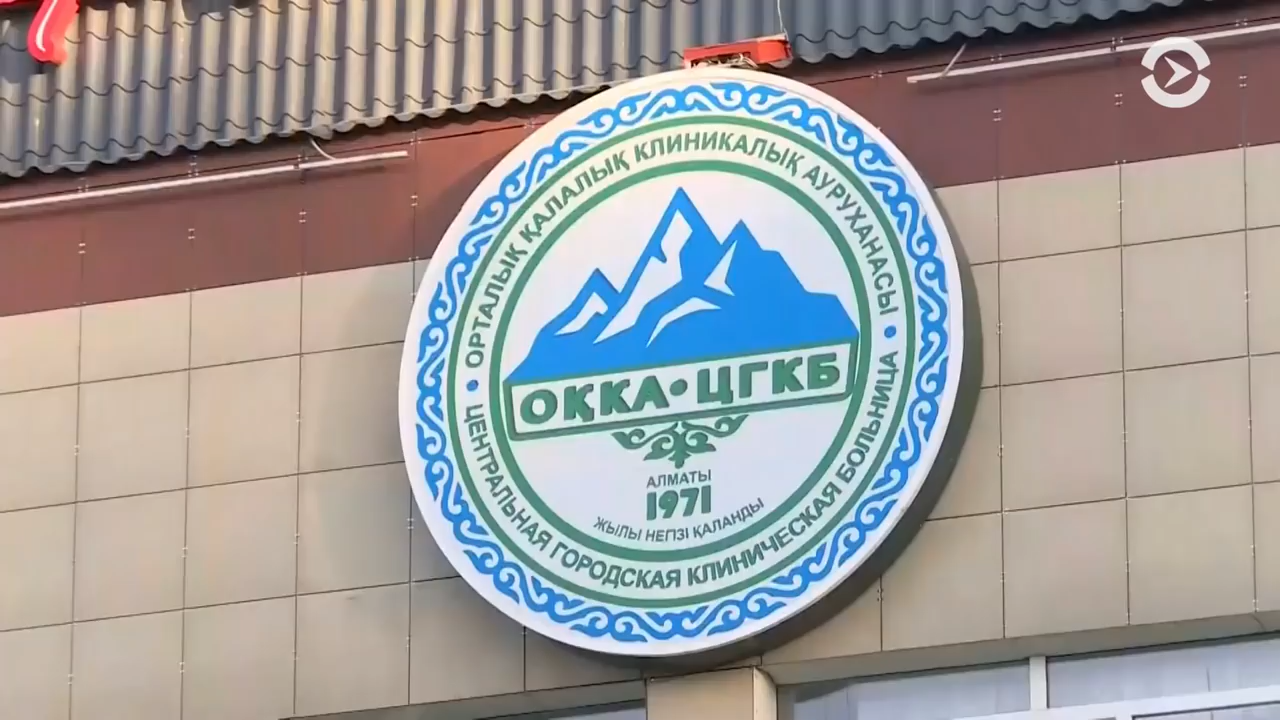 ОРТАЛЫҚ ҚАЛАЛЫҚ КЛИНИКАЛЫҚ АУРУХАНАСЫ
ОҚКА•ЦГКБ
АЛМАТЫ
1971
ЖЫЛЫ НЕГІЗІ ҚАЛАНДЫ
ЦЕНТРАЛЬНАЯ ГОРОДСКАЯ КЛИНИЧЕСКАЯ БОЛЬНИЦА